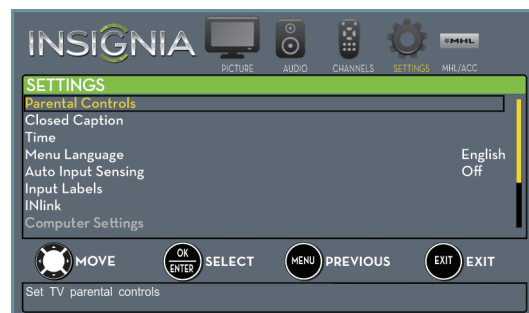 INSIGNIA
PICTURE AUDIO CHANNELS SETTINGS MHL/ACC
MHL
SETTINGS
Parental Controls
Closed Caption
Time
Menu Language English
Auto Input Sensing Off
Input Labels
INlink
Computer Settings
MOVE OK ENTER SELECT MENU PREVIOUS EXIT EXIT
Set TV parental controls